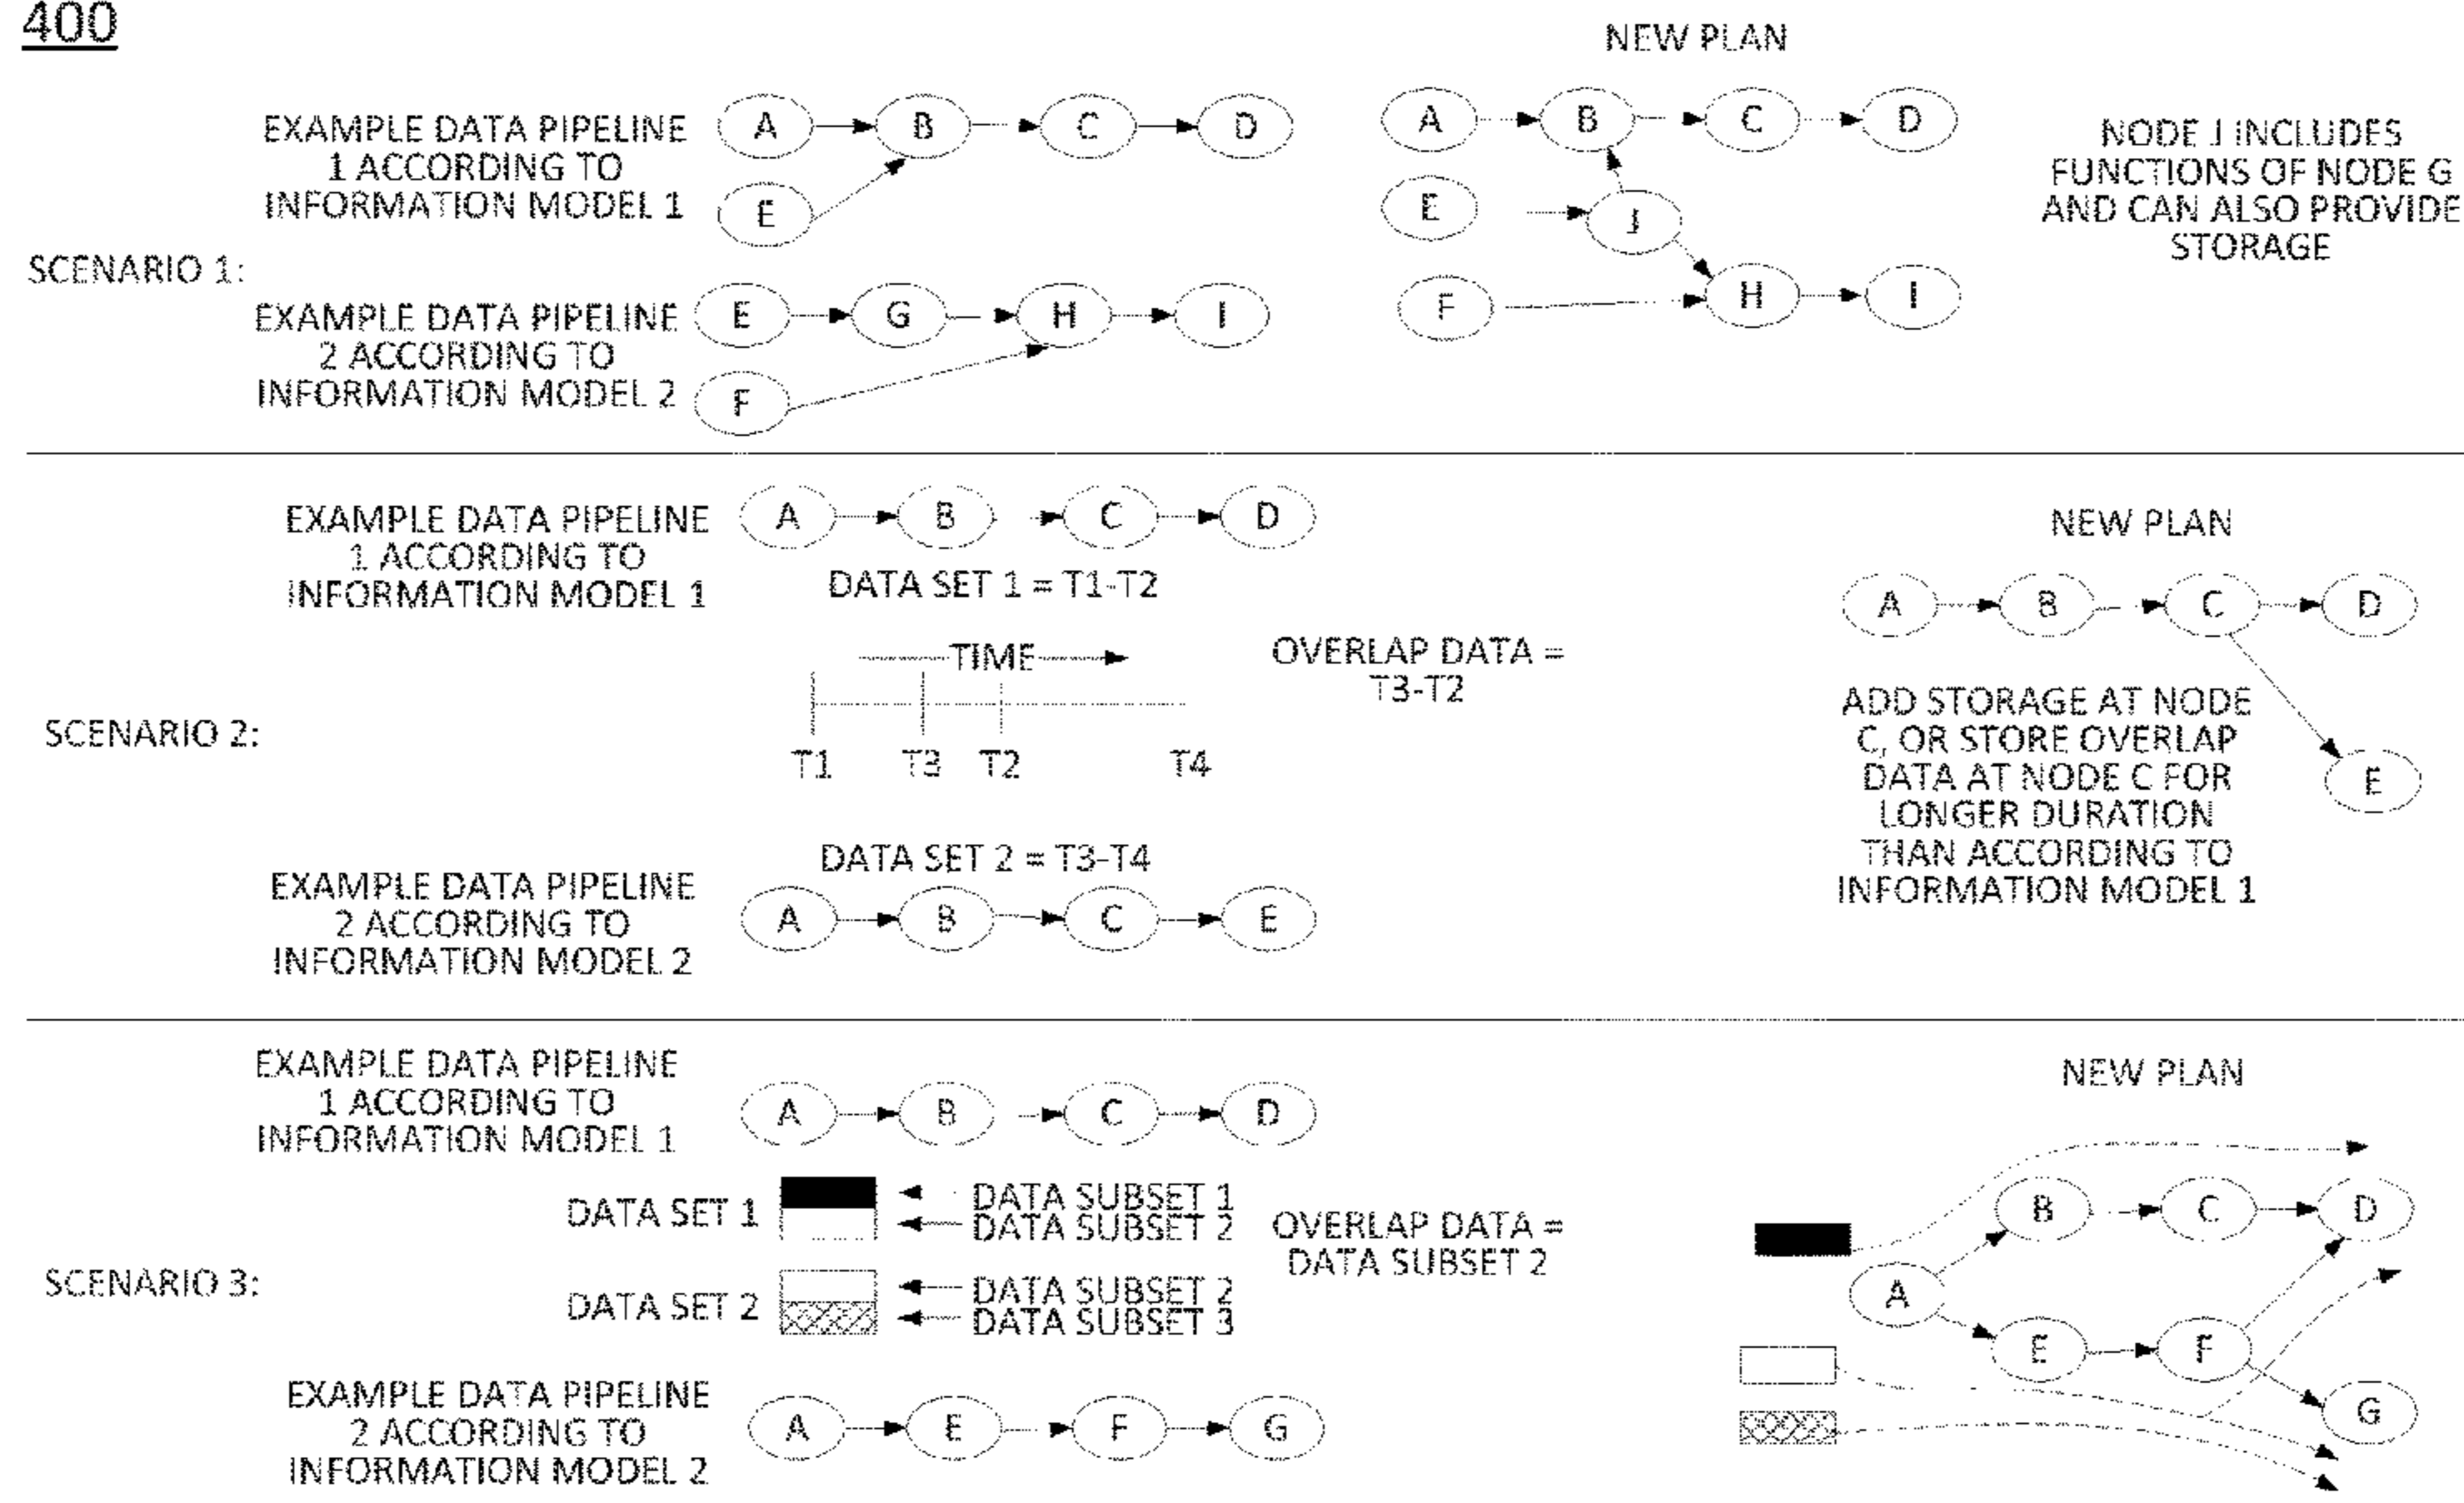 400
NEW PLAN
EXAMPLE DATA PIPELINE
1 ACCORDING TO
INFORMATION MODEL 1
A
B
C
D
E
A
B
C
D
E
J
F
H
I
NODE J INCLUDES
FUNCTIONS OF NODE G
AND CAN ALSO PROVIDE
STORAGE
SCENARIO 1:
EXAMPLE DATA PIPELINE
2 ACCORDING TO
INFORMATION MODEL 2
E
G
H
I
F
EXAMPLE DATA PIPELINE
1 ACCORDING TO
INFORMATION MODEL 1
A
B
C
D
DATA SET 1 = T1-T2
TIME
T1
T3
T2
T4
OVERLAP DATA =
T3-T2
SCENARIO 2:
DATA SET 2 = T3-T4
EXAMPLE DATA PIPELINE
2 ACCORDING TO
INFORMATION MODEL 2
A
B
C
E
NEW PLAN
A
B
C
D
E
ADD STORAGE AT NODE
C, OR STORE OVERLAP
DATA AT NODE C FOR
LONGER DURATION
THAN ACCORDING TO
INFORMATION MODEL 1
EXAMPLE DATA PIPELINE
1 ACCORDING TO
INFORMATION MODEL 1
A
B
C
D
DATA SET 1
DATA SUBSET 1
DATA SUBSET 2
OVERLAP DATA =
DATA SUBSET 2
SCENARIO 3:
DATA SET 2
DATA SUBSET 2
DATA SUBSET 3
EXAMPLE DATA PIPELINE
2 ACCORDING TO
INFORMATION MODEL 2
A
E
F
G
NEW PLAN
B
C
D
A
E
F
G